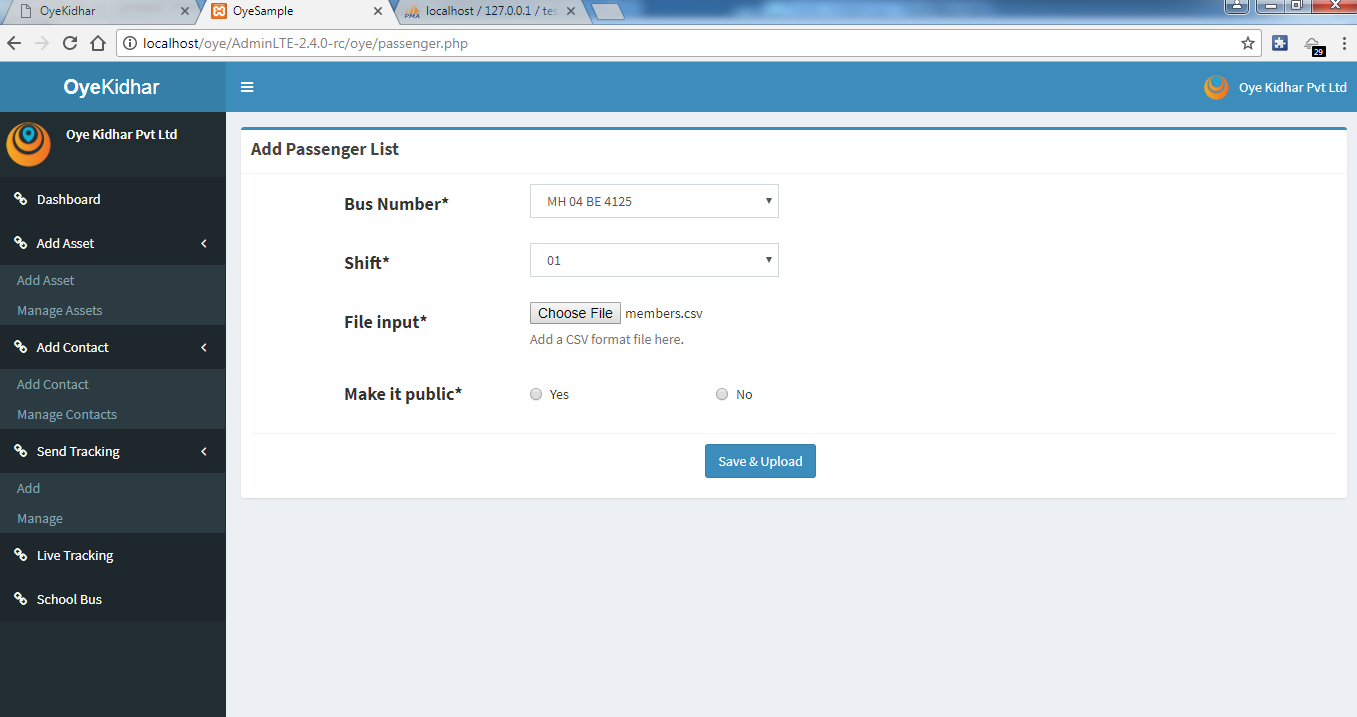 OyeKidhar
OyeSample
localhost / 127.0.0.1 / tes
localhost/oye/AdminLTE-2.4.0-rc/oye/passenger.php
29
OyeKidhar
Oye Kidhar Pvt Ltd
Oye Kidhar Pvt Ltd
Dashboard
Add Asset
Add Asset
Manage Assets
Add Contact
Add Contact
Manage Contacts
Send Tracking
Add
Manage
Live Tracking
School Bus
Add Passenger List
Bus Number*
MH 04 BE 4125
Shift*
01
File input*
Choose File members.csv
Add a CSV format file here.
Make it public*
Yes
No
Save & Upload